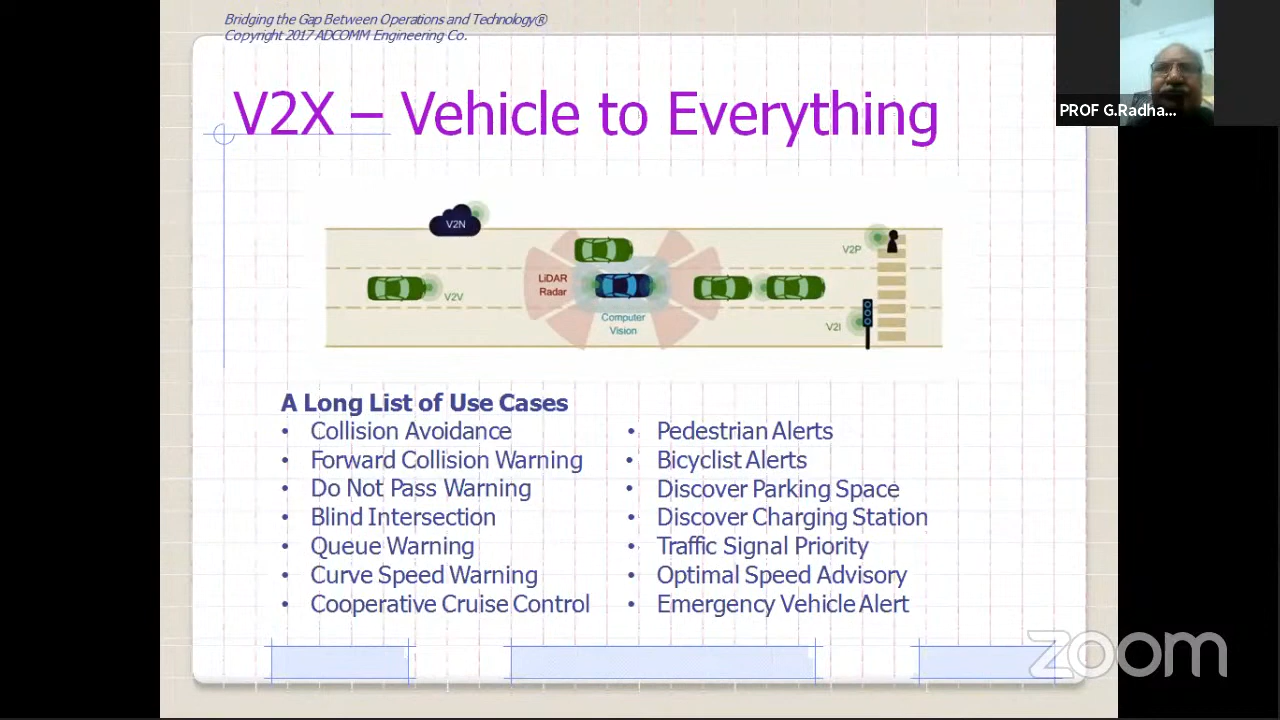 Bridging the Gap Between Operations and Technology®
Copyright 2017 ADCOMM Engineering Co.
PROF G.Radha...
V2X – Vehicle to Everything
V2N
V2P
LiDAR
Radar
V2V
Computer
Vision
V2I
A Long List of Use Cases
• Collision Avoidance
• Forward Collision Warning
• Do Not Pass Warning
• Blind Intersection
• Queue Warning
• Curve Speed Warning
• Cooperative Cruise Control
• Pedestrian Alerts
• Bicyclist Alerts
• Discover Parking Space
• Discover Charging Station
• Traffic Signal Priority
• Optimal Speed Advisory
• Emergency Vehicle Alert
zoom